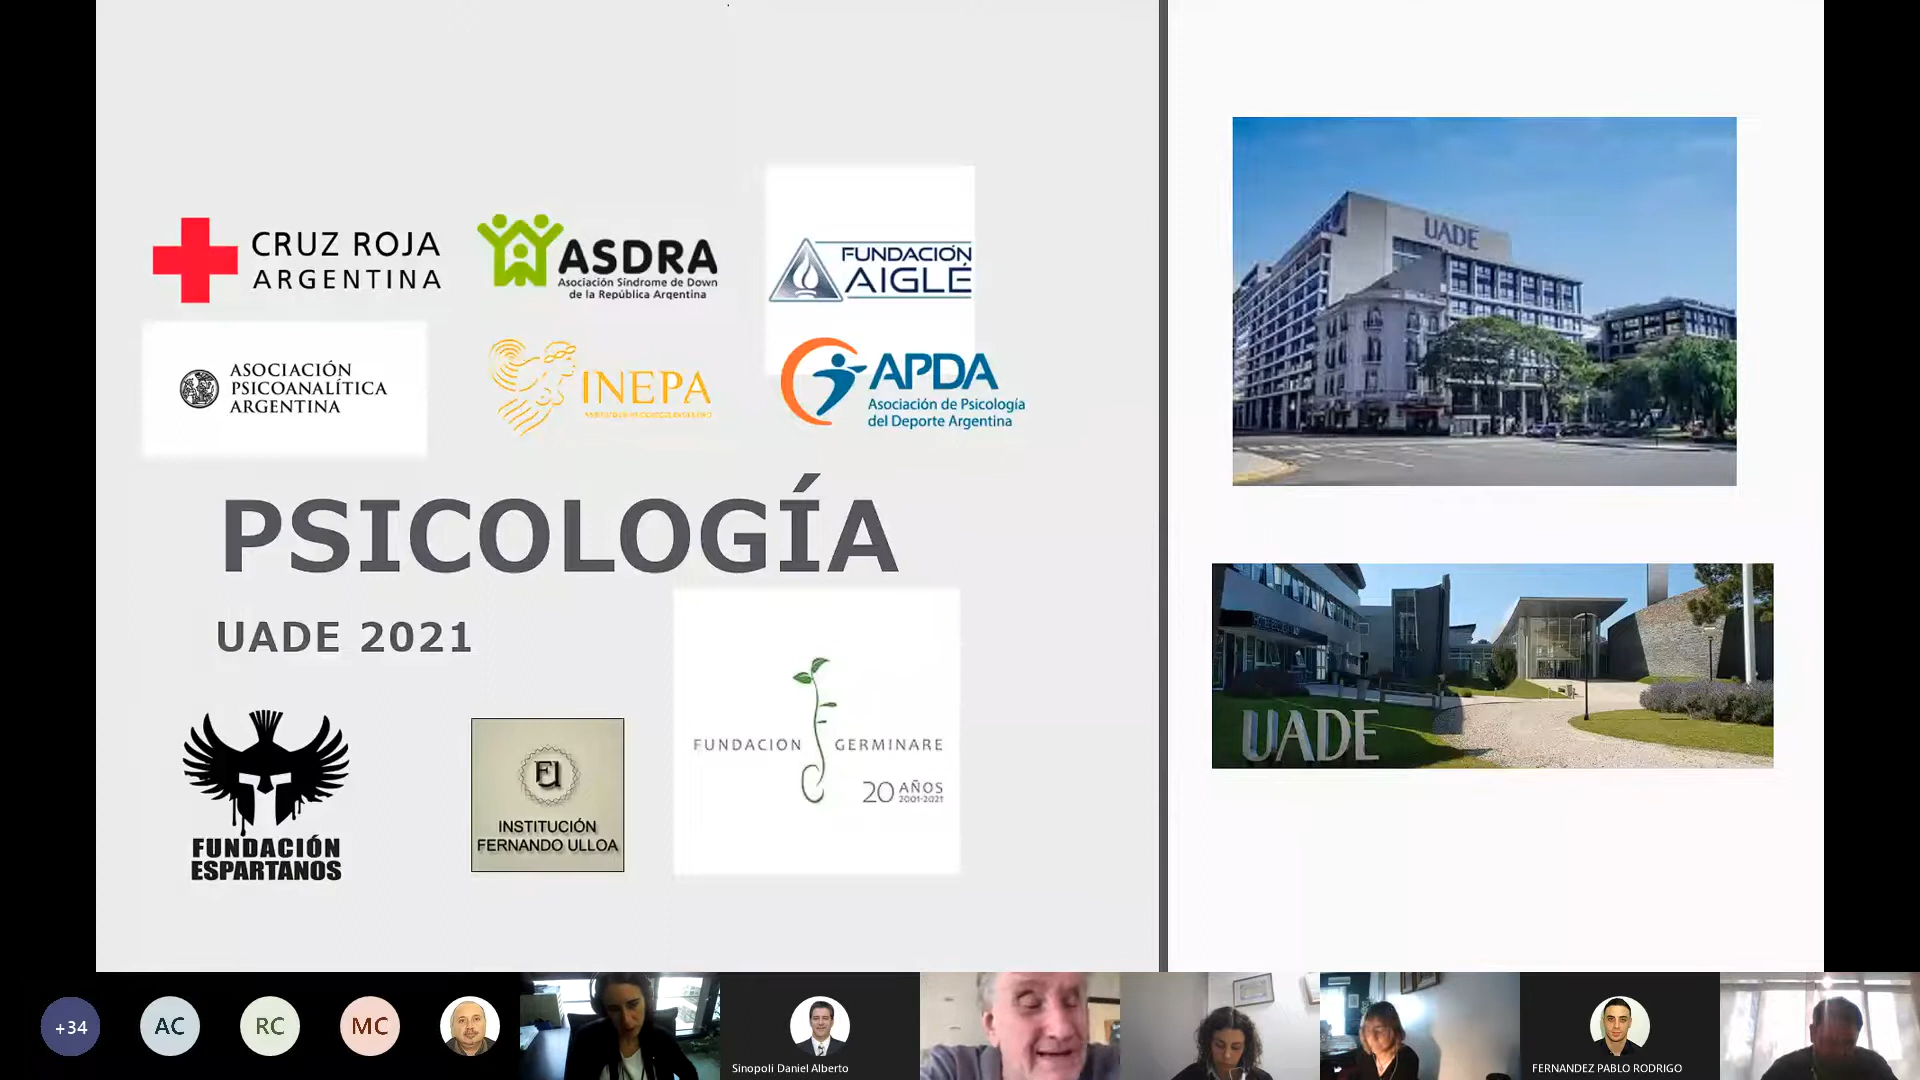 CRUZ ROJA
ARGENTINA
ASDRA
Asociación Síndrome de Down
de la República Argentina
FUNDACIÓN
AIGLÉ
ASOCIACIÓN
PSICOANALÍTICA
ARGENTINA
INEPA
APDA
Asociación de Psicología
del Deporte Argentina
PSICOLOGÍA
UADE 2021
FUNDACIÓN
ESPARTANOS
INSTITUCIÓN
FERNANDO ULLOA
FUNDACION GERMINARE
20 AÑOS
2001-2021
UADE
UADE
+34
AC
RC
MC
Sinopoli Daniel Alberto
FERNANDEZ PABLO RODRIGO